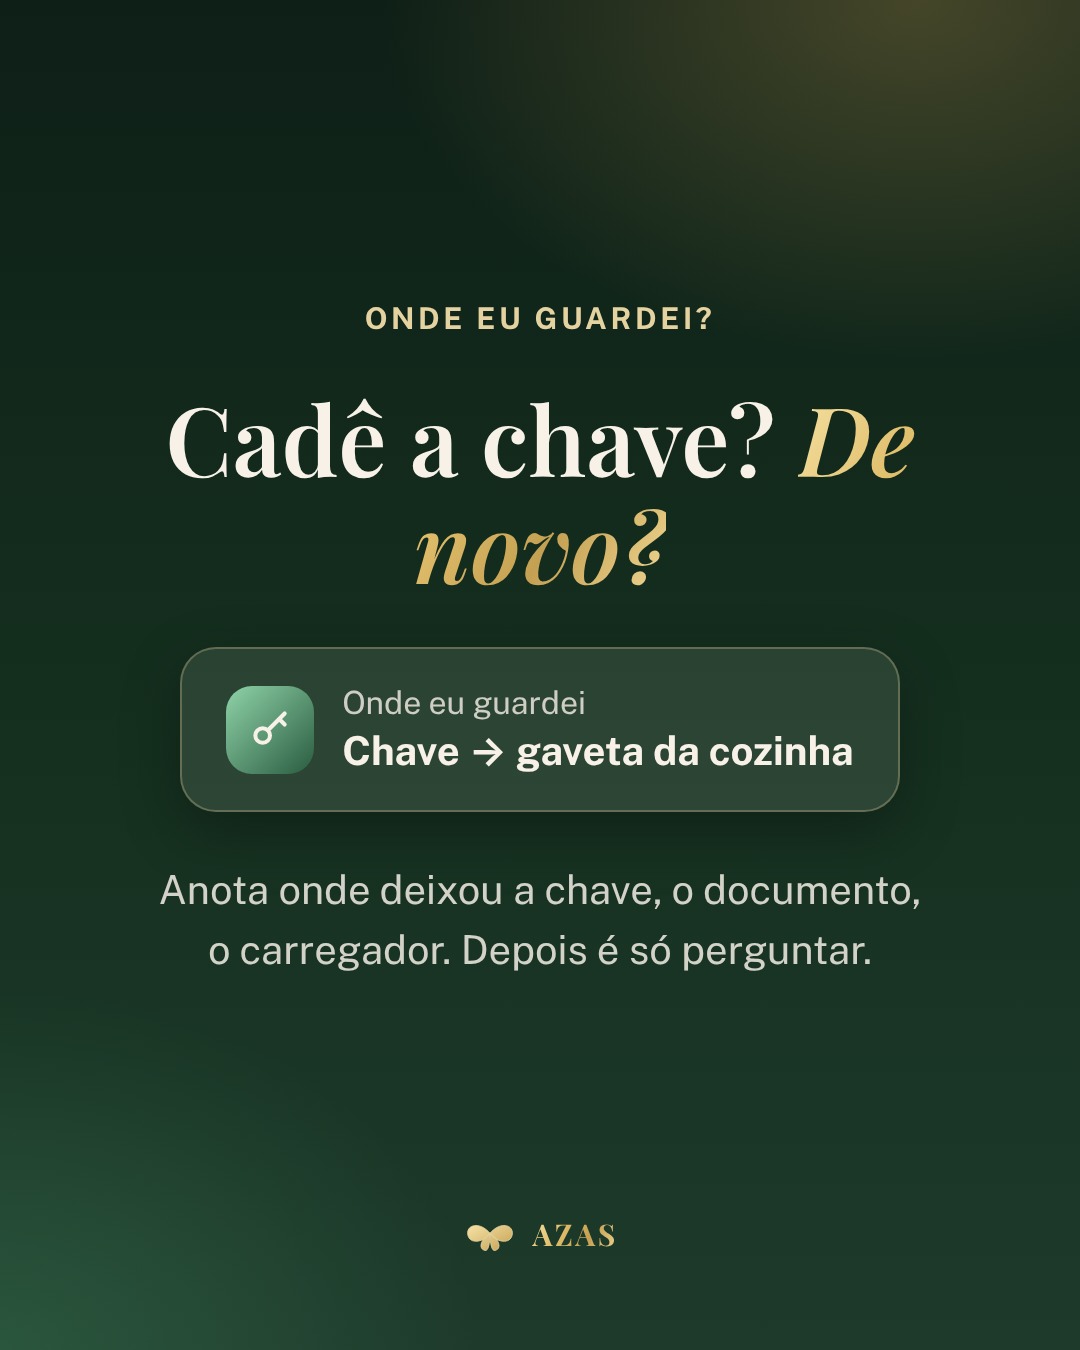 ONDE EU GUARDEI?
Cadê a chave? De
novo?
Onde eu guardei
Chave → gaveta da cozinha
Anota onde deixou a chave, o documento,
o carregador. Depois é só perguntar.
AZAS